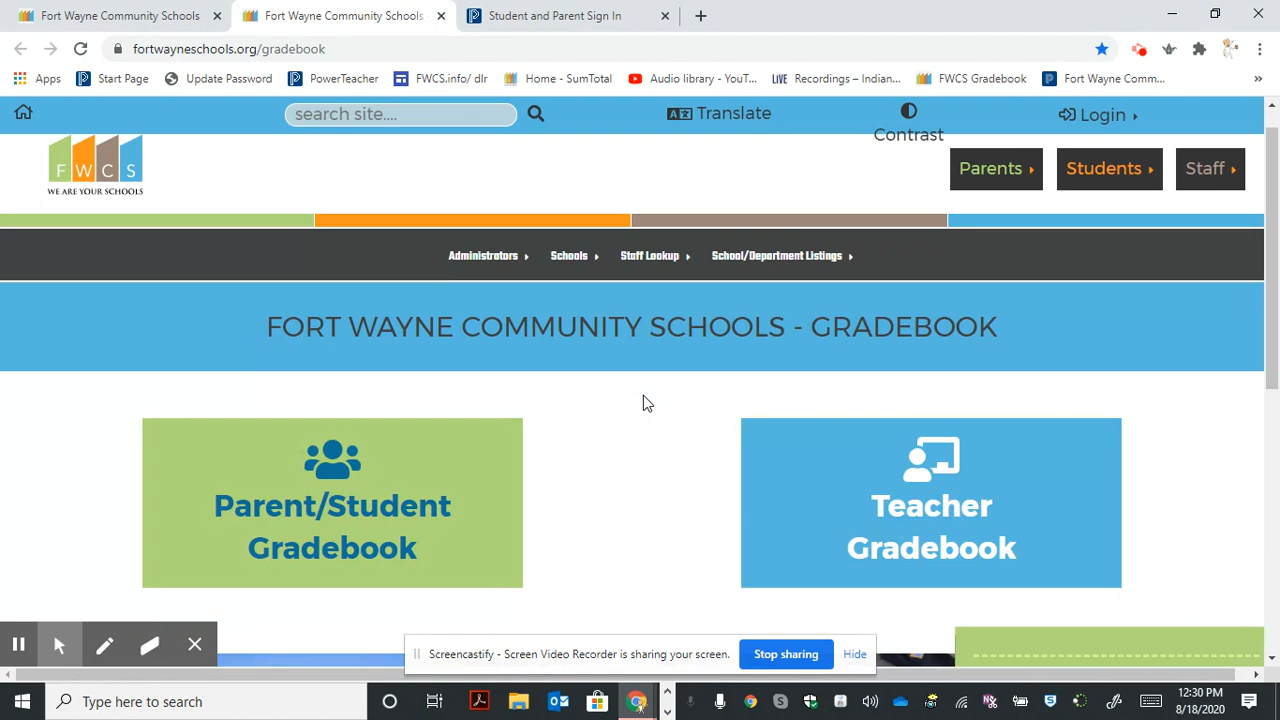 Fort Wayne Community Schools
Fort Wayne Community Schools
Student and Parent Sign In
fortwayneschools.org/gradebook
Apps
Start Page
Update Password
PowerTeacher
FWCS.info/ dlr
Home - SumTotal
Audio library - YouT...
LIVE Recordings – Indian...
FWCS Gradebook
Fort Wayne Comm...
»
search site....
Translate
Contrast
Login
FWCS
WE ARE YOUR SCHOOLS
Parents
Students
Staff
Administrators
Schools
Staff Lookup
School/Department Listings
FORT WAYNE COMMUNITY SCHOOLS - GRADEBOOK
Parent/Student
Gradebook
Teacher
Gradebook
Screencastify - Screen Video Recorder is sharing your screen.
Stop sharing
Hide
Type here to search
12:30 PM
8/18/2020